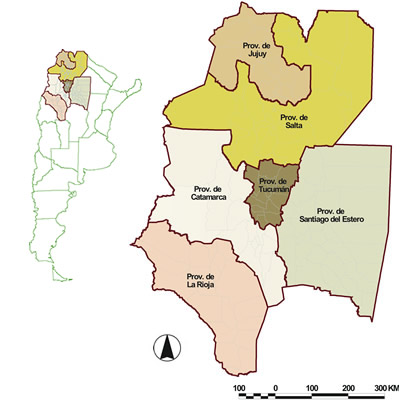 Prov. de
Jujuy
Prov. de
Salta
Prov. de
Tucumán
Prov. de
Catamarca
Prov. de
Santiago del Estero
Prov. de
La Rioja
100 0 100 200 300 KM